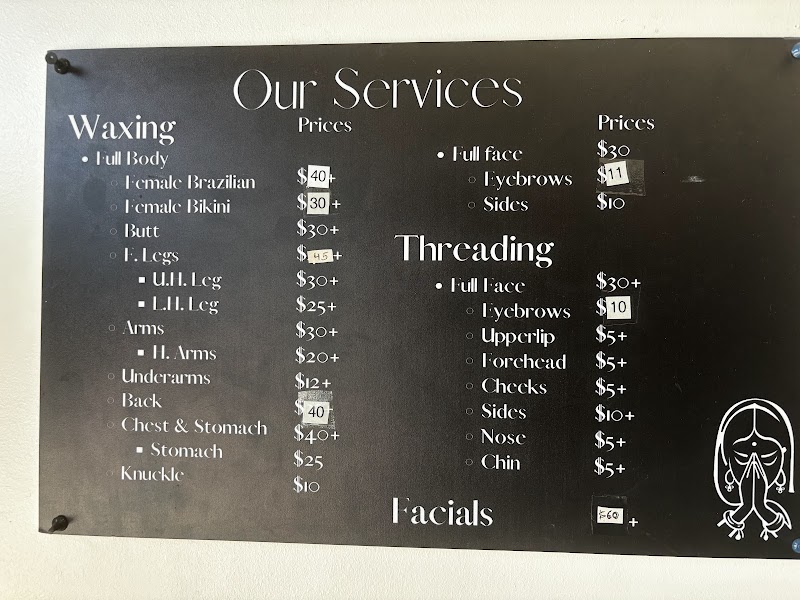 Our Services
Waxing Prices
Full Body
Female Brazilian $40+
Female Bikini $30+
Butt $30+
F. Legs $45+
U.H. Leg $30+
L.H. Leg $25+
Arms $30+
H. Arms $20+
Underarms $12+
Back $40
Chest & Stomach $40+
Stomach $25
Knuckle $10
Prices
Full face $30
Eyebrows $11
Sides $10
Threading
Full Face $30+
Eyebrows $10
Upperlip $5+
Forehead $5+
Cheeks $5+
Sides $10+
Nose $5+
Chin $5+
Facials $60+